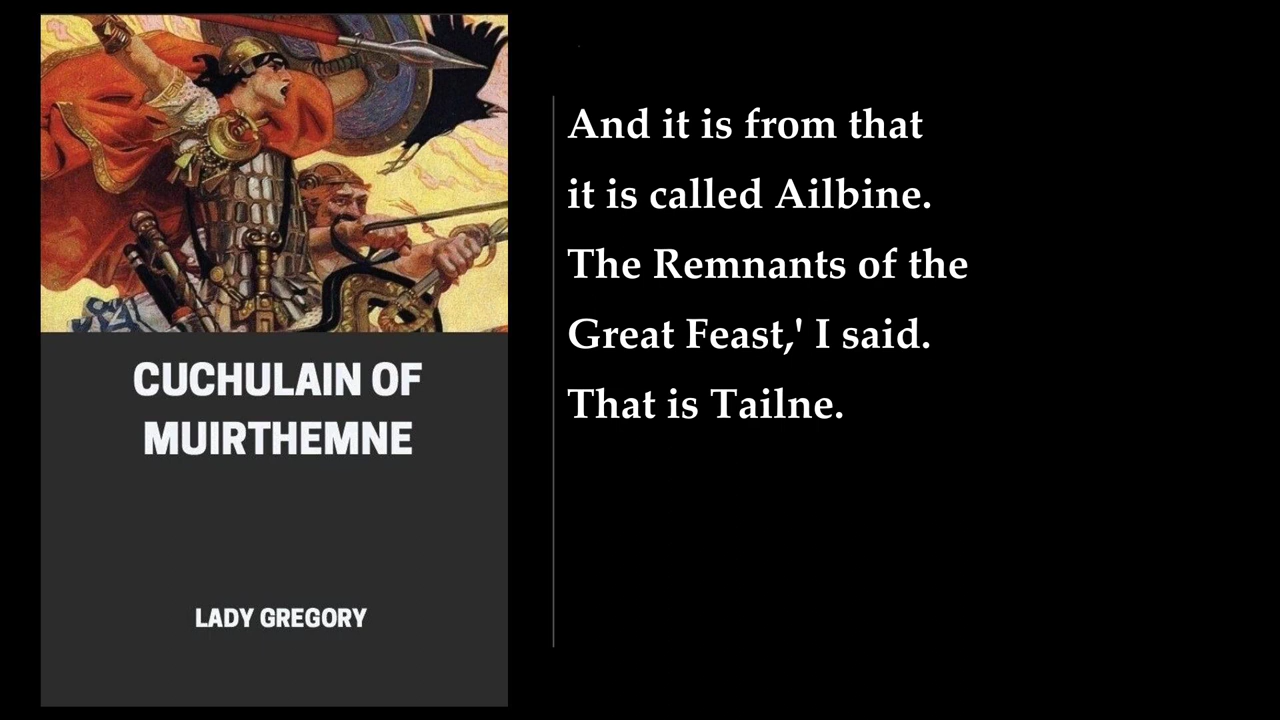 CUCHULAIN OF
MUIRTHEMNE
LADY GREGORY
And it is from that
it is called Ailbine.
The Remnants of the
Great Feast,' I said.
That is Tailne.